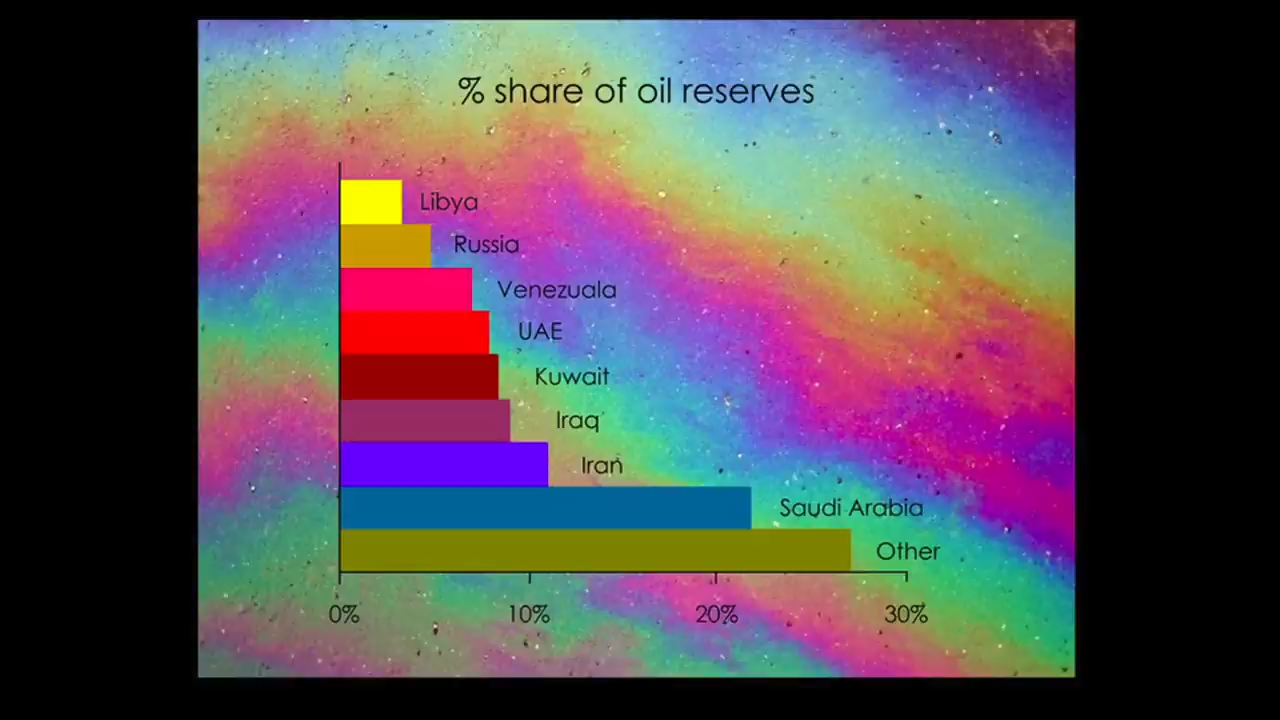 % share of oil reserves
Libya
Russia
Venezuala
UAE
Kuwait
Iraq
Iran
Saudi Arabia
Other
0% 10% 20% 30%